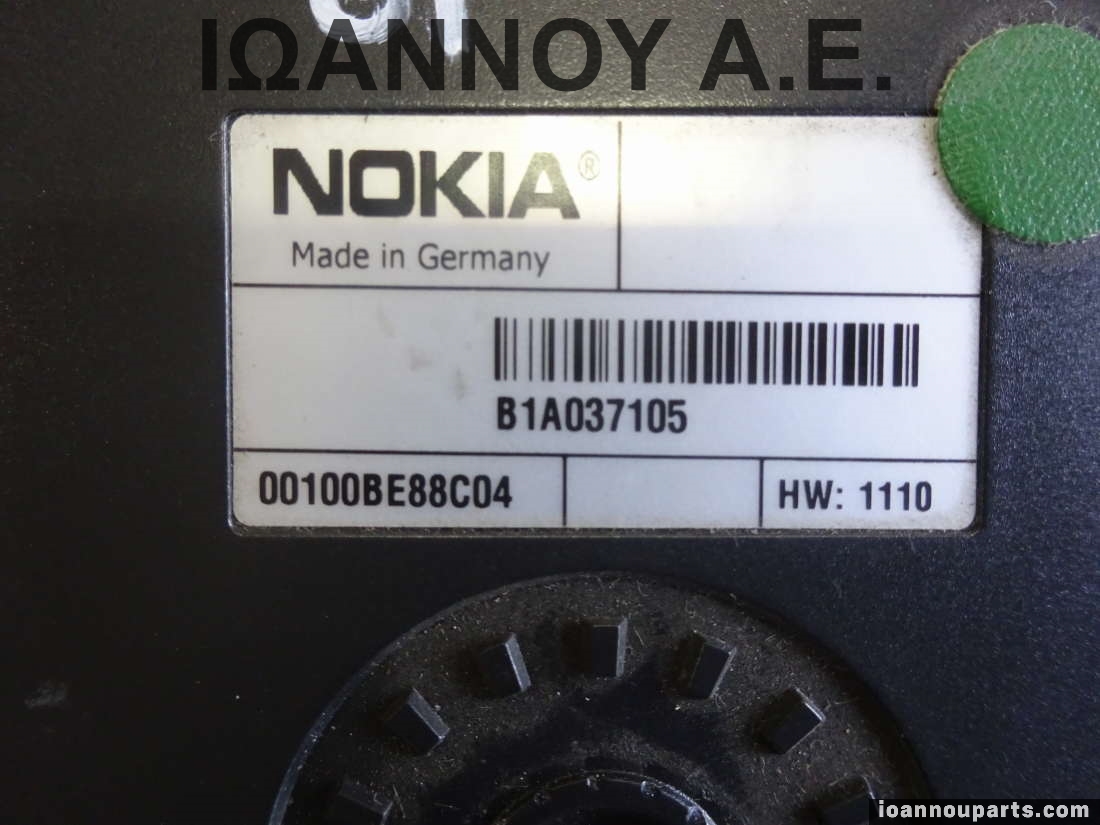 ΙΩΑΝΝΟΥ Α.Ε.
NOKIA®
Made in Germany
B1A037105
00100BE88C04
HW: 1110
ioannouparts.com